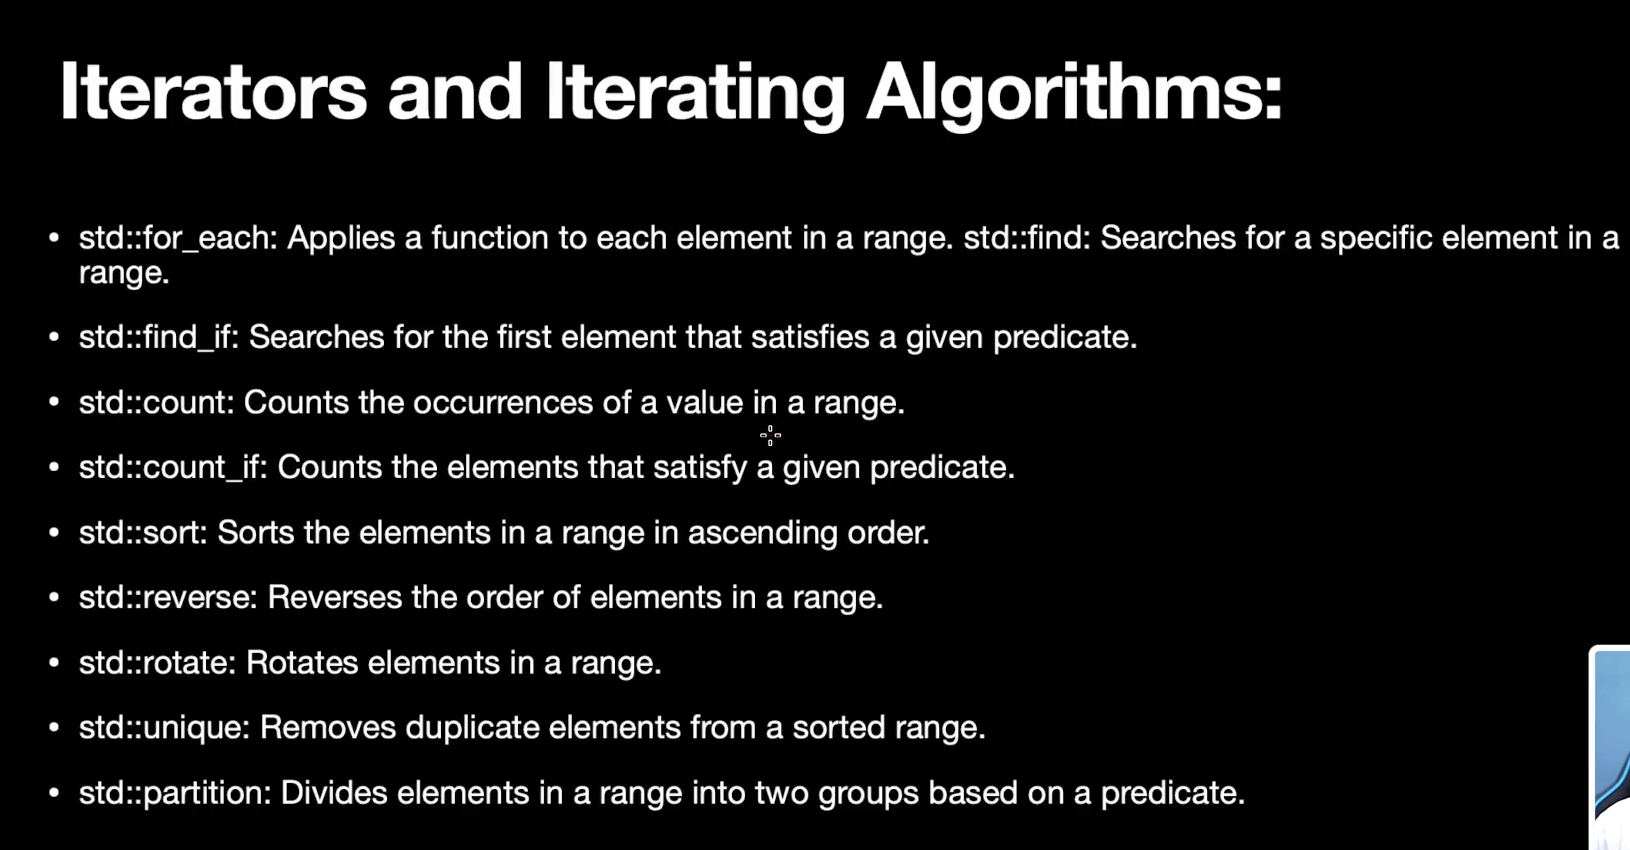 Iterators and Iterating Algorithms:
• std::for_each: Applies a function to each element in a range. std::find: Searches for a specific element in a
range.
• std::find_if: Searches for the first element that satisfies a given predicate.
• std::count: Counts the occurrences of a value in a range.
• std::count_if: Counts the elements that satisfy a given predicate.
• std::sort: Sorts the elements in a range in ascending order.
• std::reverse: Reverses the order of elements in a range.
• std::rotate: Rotates elements in a range.
• std::unique: Removes duplicate elements from a sorted range.
• std::partition: Divides elements in a range into two groups based on a predicate.